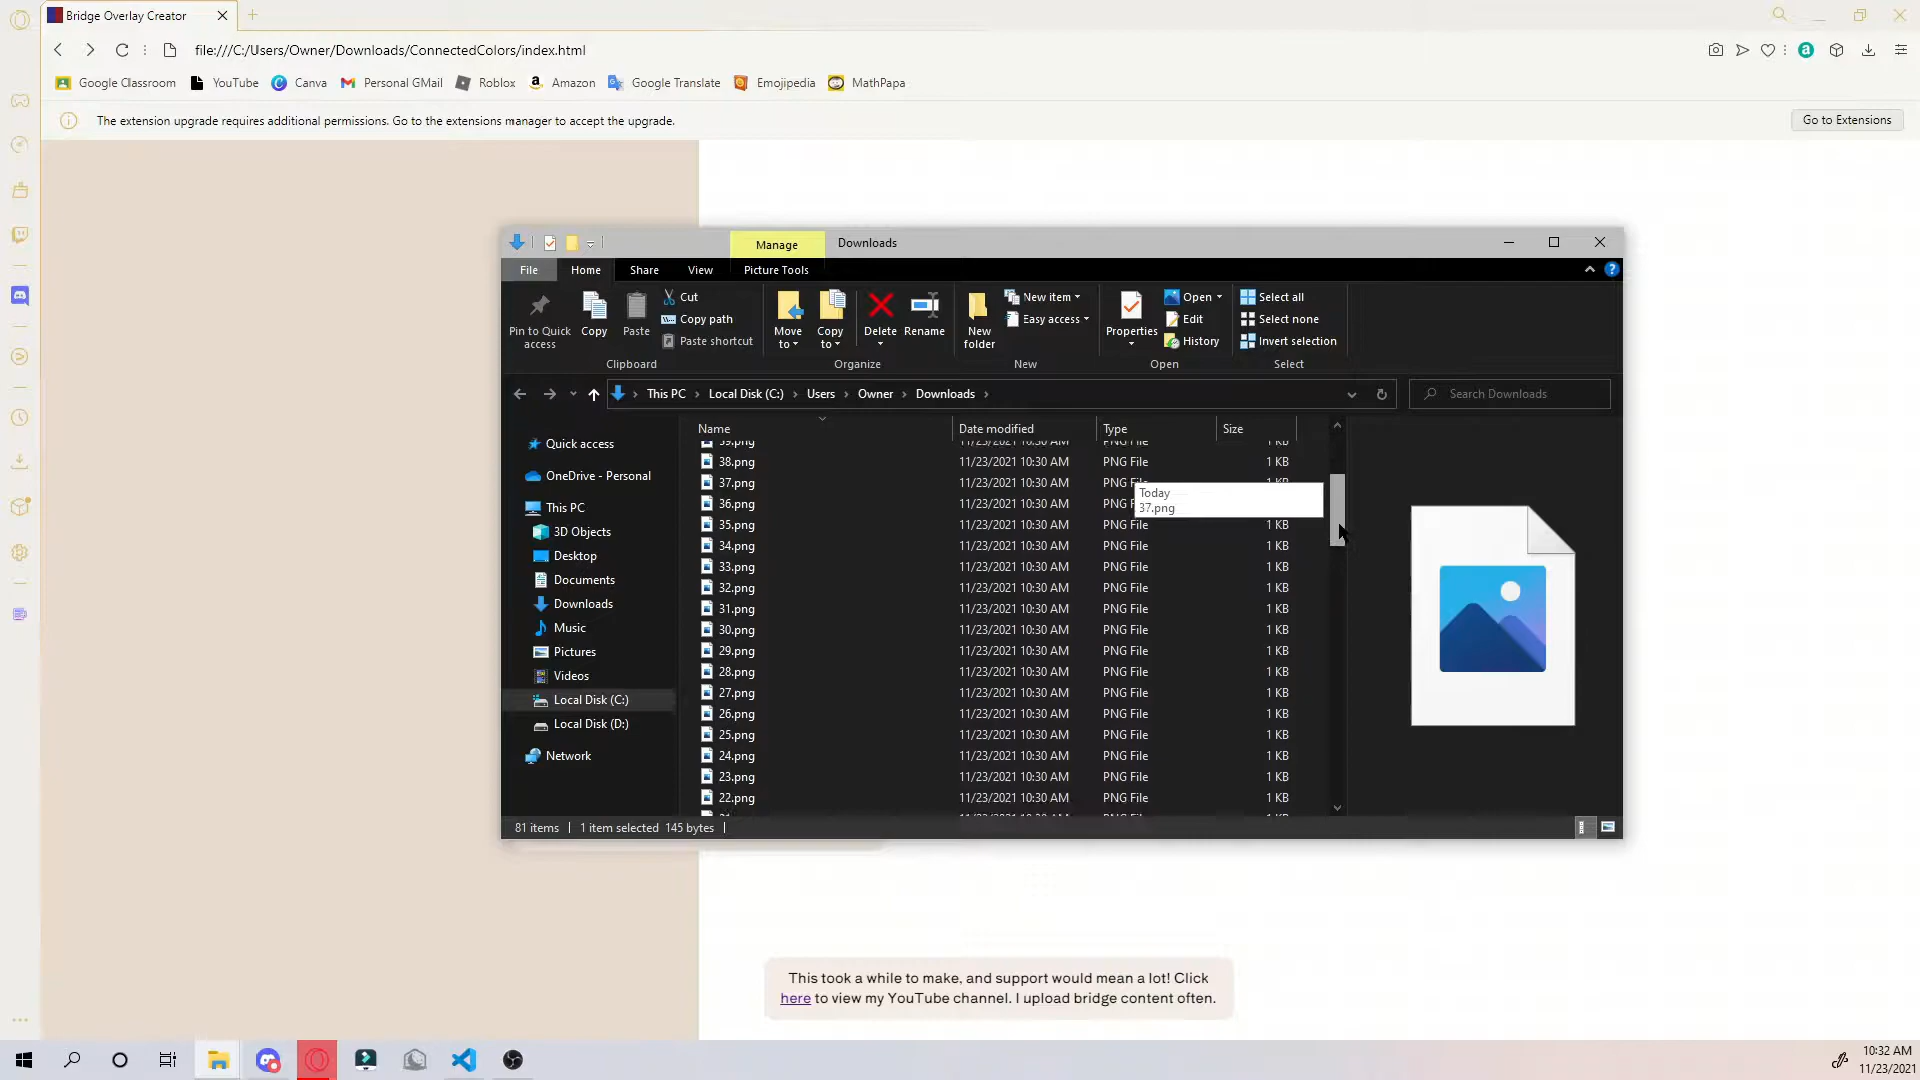 Bridge Overlay Creator
file:///C:/Users/Owner/Downloads/ConnectedColors/index.html
Google Classroom YouTube Canva Personal GMail Roblox Amazon Google Translate Emojipedia MathPapa
The extension upgrade requires additional permissions. Go to the extensions manager to accept the upgrade. Go to Extensions
Manage Downloads
File Home Share View Picture Tools
Pin to Quick access
Copy
Paste
Cut
Copy path
Paste shortcut
Clipboard
Move to
Copy to
Delete
Rename
Organize
New folder
New item
Easy access
New
Properties
Open
Edit
History
Open
Select all
Select none
Invert selection
Select
This PC Local Disk (C:) Users Owner Downloads
Search Downloads
Quick access
OneDrive - Personal
This PC
3D Objects
Desktop
Documents
Downloads
Music
Pictures
Videos
Local Disk (C:)
Local Disk (D:)
Network
Name Date modified Type Size
39.png 11/23/2021 10:30 AM PNG File 1 KB
38.png 11/23/2021 10:30 AM PNG File 1 KB
37.png 11/23/2021 10:30 AM PNG File 1 KB
36.png 11/23/2021 10:30 AM PNG F
Today
37.png
35.png 11/23/2021 10:30 AM PNG File 1 KB
34.png 11/23/2021 10:30 AM PNG File 1 KB
33.png 11/23/2021 10:30 AM PNG File 1 KB
32.png 11/23/2021 10:30 AM PNG File 1 KB
31.png 11/23/2021 10:30 AM PNG File 1 KB
30.png 11/23/2021 10:30 AM PNG File 1 KB
29.png 11/23/2021 10:30 AM PNG File 1 KB
28.png 11/23/2021 10:30 AM PNG File 1 KB
27.png 11/23/2021 10:30 AM PNG File 1 KB
26.png 11/23/2021 10:30 AM PNG File 1 KB
25.png 11/23/2021 10:30 AM PNG File 1 KB
24.png 11/23/2021 10:30 AM PNG File 1 KB
23.png 11/23/2021 10:30 AM PNG File 1 KB
22.png 11/23/2021 10:30 AM PNG File 1 KB
81 items 1 item selected 145 bytes
This took a while to make, and support would mean a lot! Click
here to view my YouTube channel. I upload bridge content often.
10:32 AM
11/23/2021